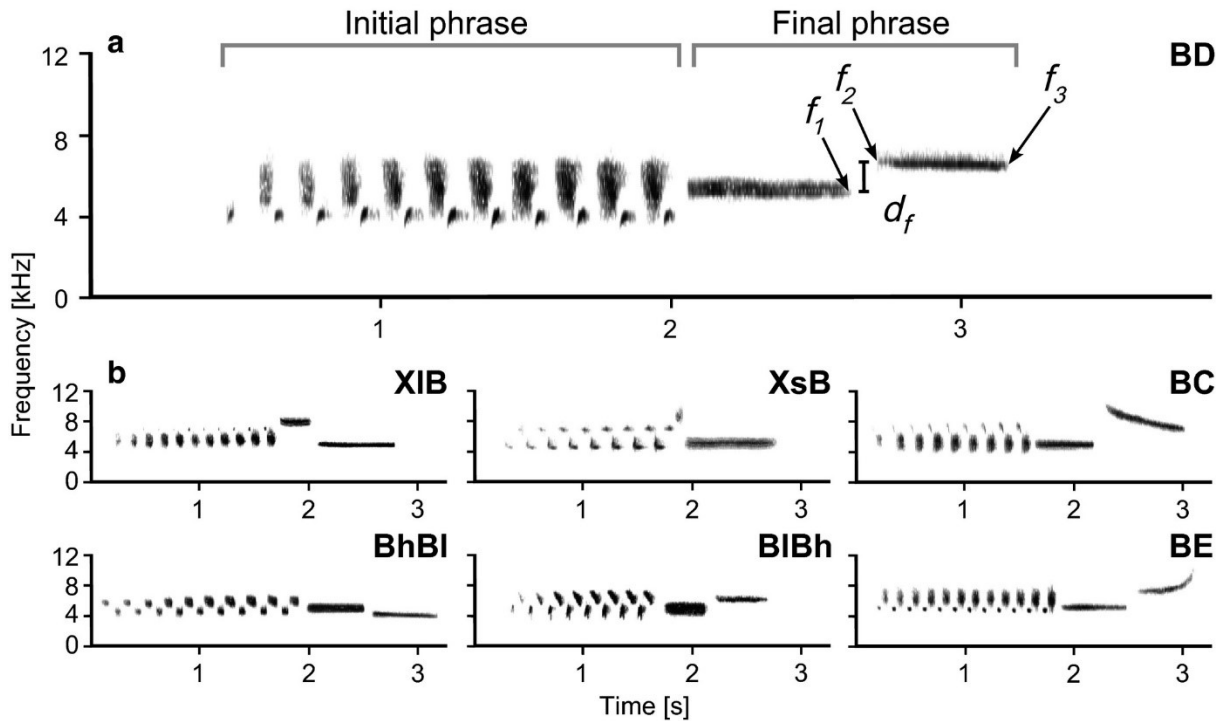 Initial phrase Final phrase
a BD
12
8
4
0
f1 f2 f3
df
1 2 3
Frequency [kHz]
b
XlB XsB BC
12
8
4
0
1 2 3 1 2 3 1 2 3
BhBl BlBh BE
12
8
4
0
1 2 3 1 2 3 1 2 3
Time [s]